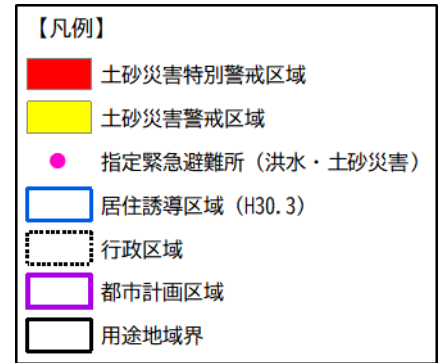 【凡例】
土砂災害特別警戒区域
土砂災害警戒区域
指定緊急避難所（洪水・土砂災害）
居住誘導区域（H30.3）
行政区域
都市計画区域
用途地域界